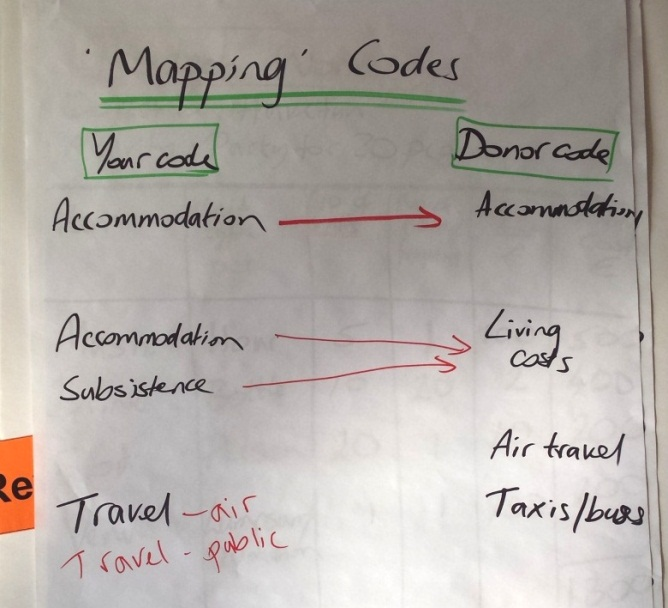 'Mapping' Codes
Your code Donor code
Accommodation Accommodation
Accommodation Living
costs
Subsistence
Air travel
Travel - air Taxis/buses
Travel - public
Re